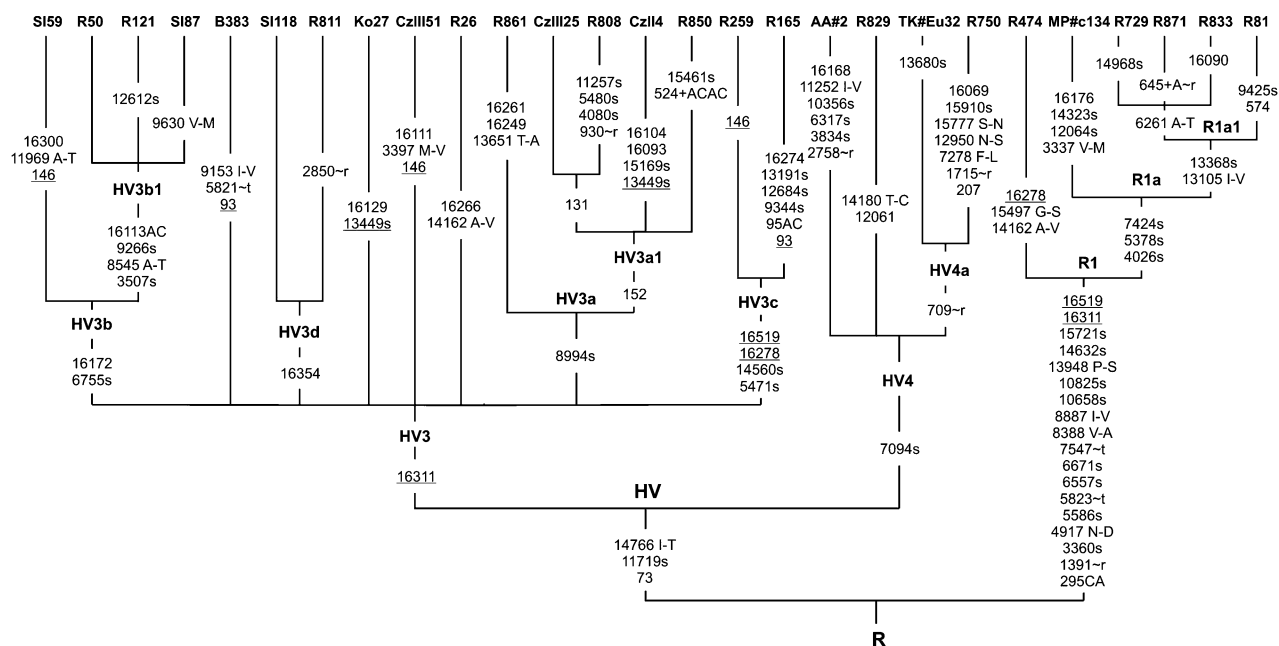 SI59 R50 R121 SI87 B383 SI118 R811 Ko27 CzIII51 R26 R861 CzIII25 R808 CzII4 R850 R259 R165 AA#2 R829 TK#Eu32 R750 R474 MP#c134 R729 R871 R833 R81
16300
11969 A-T
146
12612s
9630 V-M
HV3b1
16113AC
9266s
8545 A-T
3507s
HV3b
16172
6755s
9153 I-V
5821~t
93
2850~r
HV3d
16354
16129
13449s
16111
3397 M-V
146
16266
14162 A-V
16261
16249
13651 T-A
11257s
5480s
4080s
930~r
131
16104
16093
15169s
13449s
15461s
524+ACAC
HV3a1
152
HV3a
8994s
146
16274
13191s
12684s
9344s
95AC
93
HV3c
16519
16278
14560s
5471s
HV3
16311
16168
11252 I-V
10356s
6317s
3834s
2758~r
14180 T-C
12061
13680s
16069
15910s
15777 S-N
12950 N-S
7278 F-L
1715~r
207
HV4a
709~r
HV4
7094s
HV
14766 I-T
11719s
73
16278
15497 G-S
14162 A-V
16176
14323s
12064s
3337 V-M
14968s
645+A~r
16090
6261 A-T
9425s
574
R1a1
13368s
13105 I-V
R1a
7424s
5378s
4026s
R1
16519
16311
15721s
14632s
13948 P-S
10825s
10658s
8887 I-V
8388 V-A
7547~t
6671s
6557s
5823~t
5586s
4917 N-D
3360s
1391~r
295CA
R